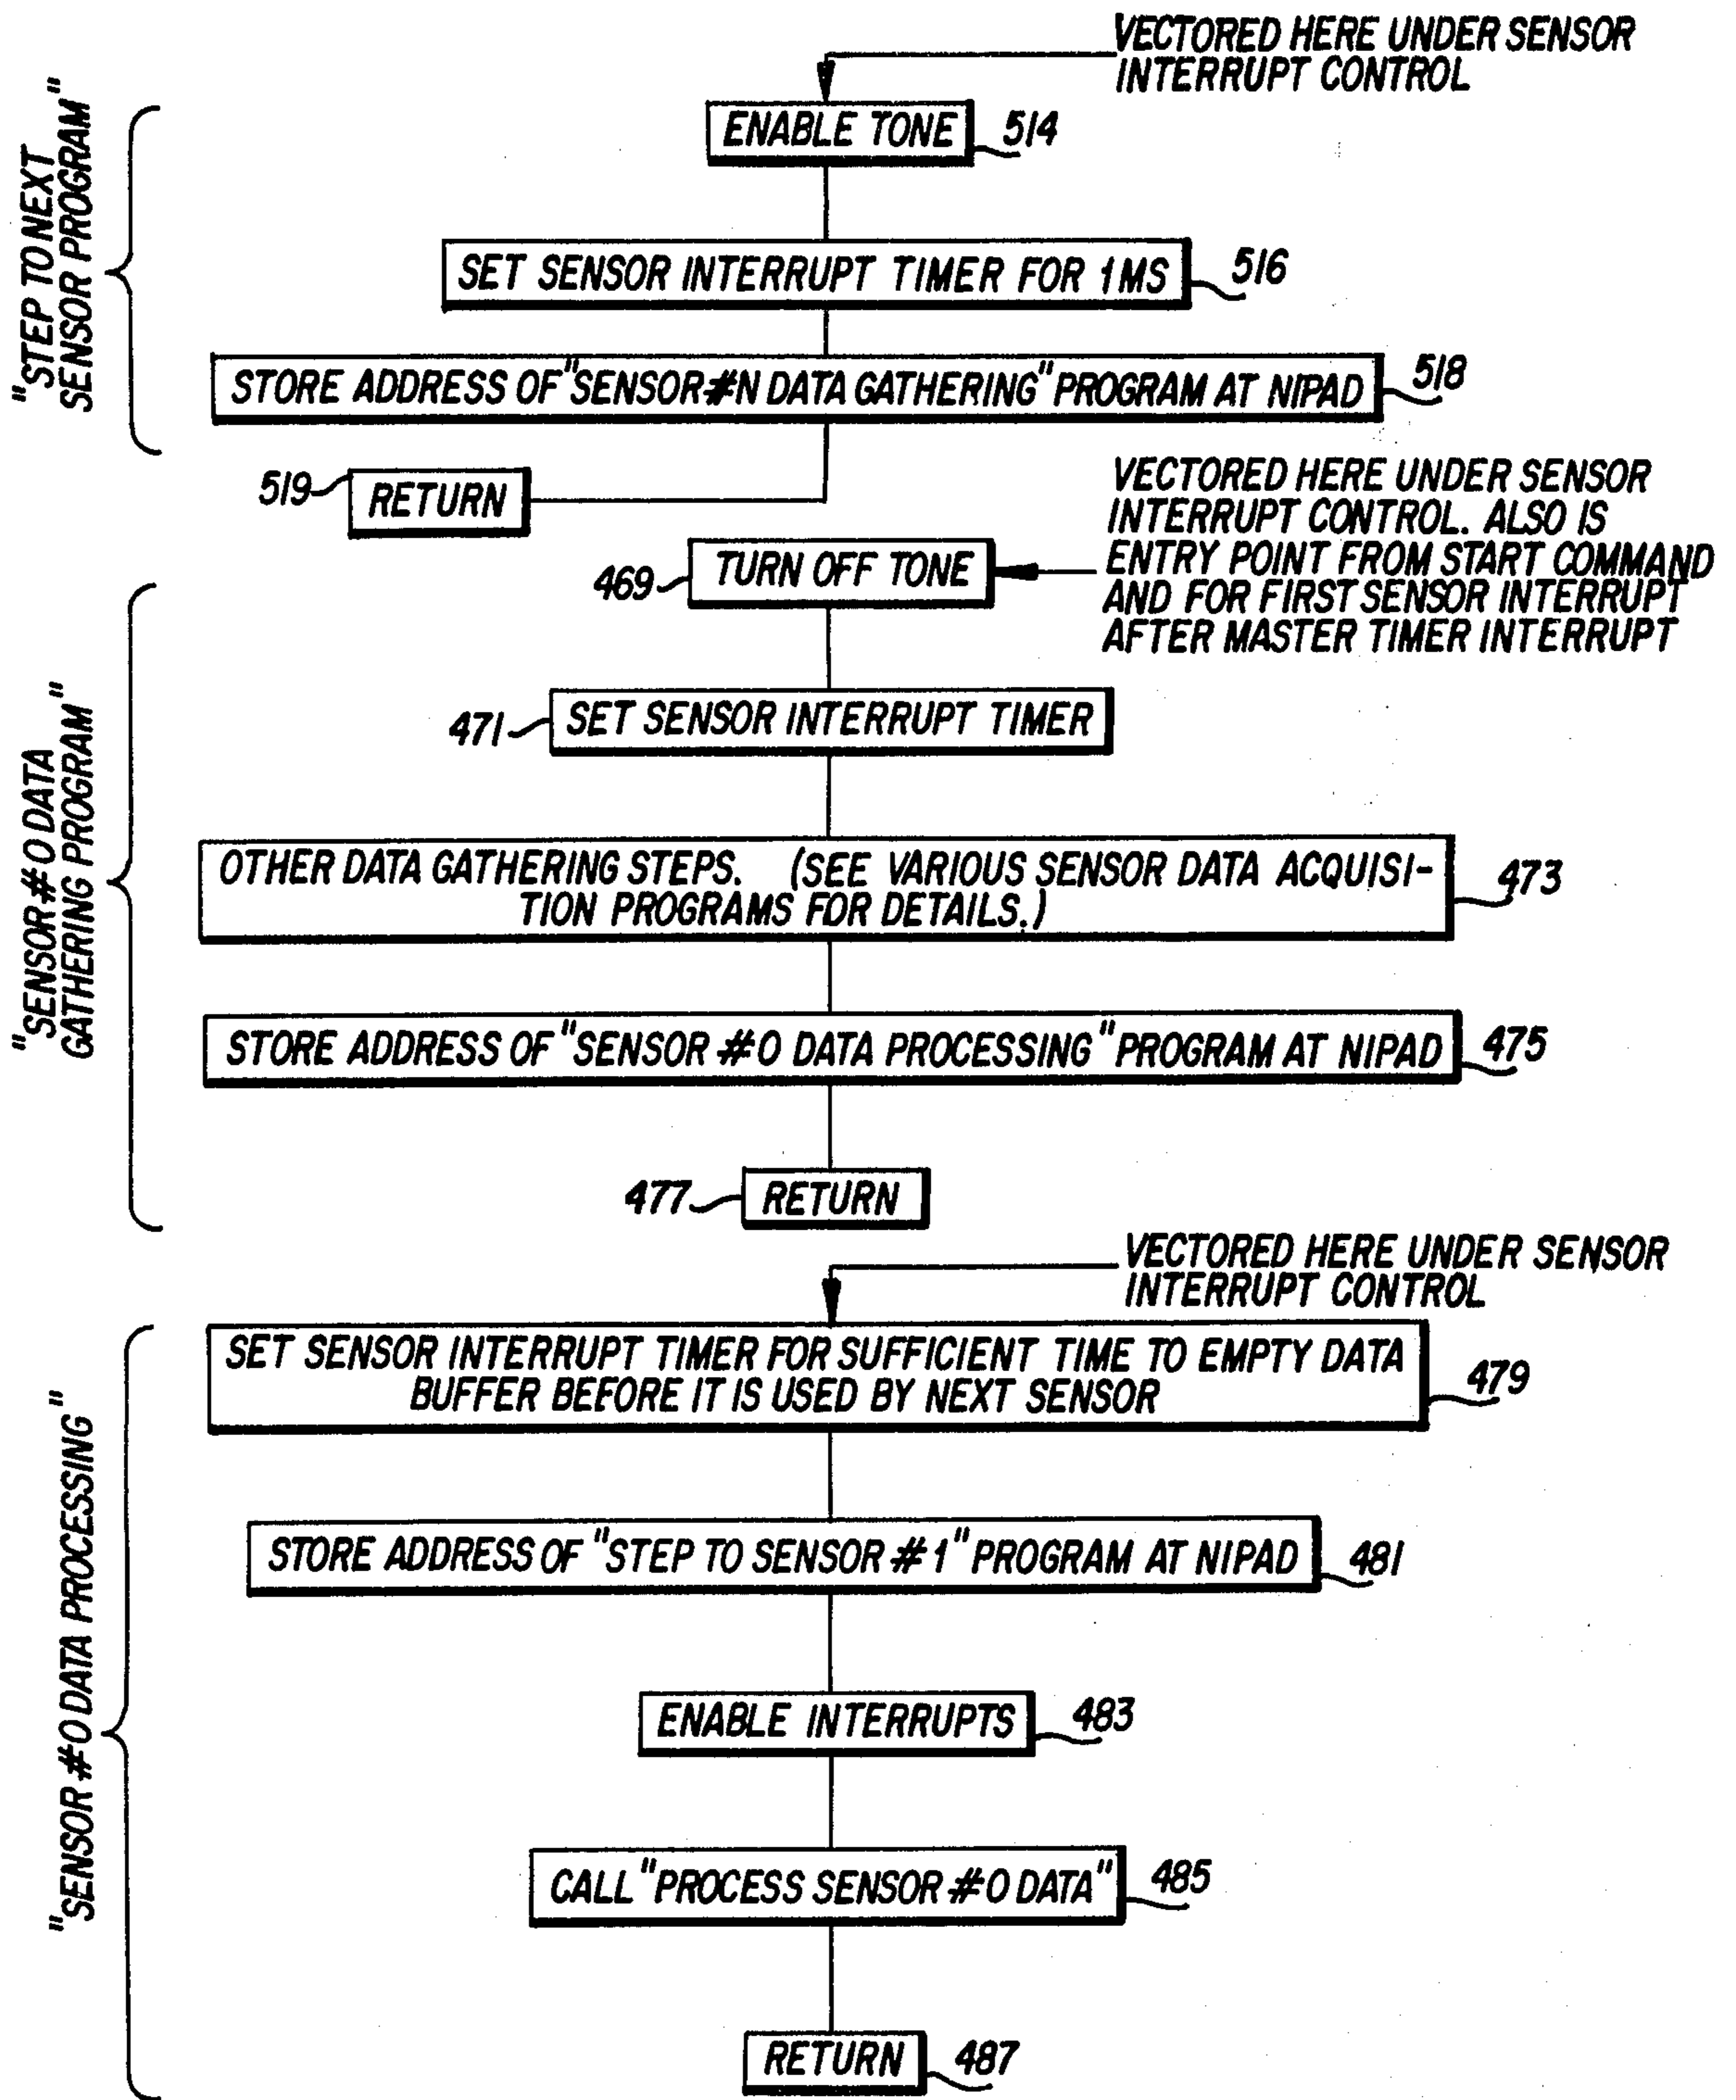 VECTORED HERE UNDER SENSOR
INTERRUPT CONTROL
"STEP TO NEXT
SENSOR PROGRAM"
ENABLE TONE
514
SET SENSOR INTERRUPT TIMER FOR 1MS
516
STORE ADDRESS OF "SENSOR #N DATA GATHERING" PROGRAM AT NIPAD
518
519
RETURN
VECTORED HERE UNDER SENSOR
INTERRUPT CONTROL. ALSO IS
ENTRY POINT FROM START COMMAND
AND FOR FIRST SENSOR INTERRUPT
AFTER MASTER TIMER INTERRUPT
"SENSOR #0 DATA
GATHERING PROGRAM"
469
TURN OFF TONE
471
SET SENSOR INTERRUPT TIMER
OTHER DATA GATHERING STEPS. (SEE VARIOUS SENSOR DATA ACQUISI-
TION PROGRAMS FOR DETAILS.)
473
STORE ADDRESS OF "SENSOR #0 DATA PROCESSING" PROGRAM AT NIPAD
475
477
RETURN
VECTORED HERE UNDER SENSOR
INTERRUPT CONTROL
"SENSOR #0 DATA PROCESSING"
SET SENSOR INTERRUPT TIMER FOR SUFFICIENT TIME TO EMPTY DATA
BUFFER BEFORE IT IS USED BY NEXT SENSOR
479
STORE ADDRESS OF "STEP TO SENSOR #1" PROGRAM AT NIPAD
481
ENABLE INTERRUPTS
483
CALL "PROCESS SENSOR #0 DATA"
485
RETURN
487